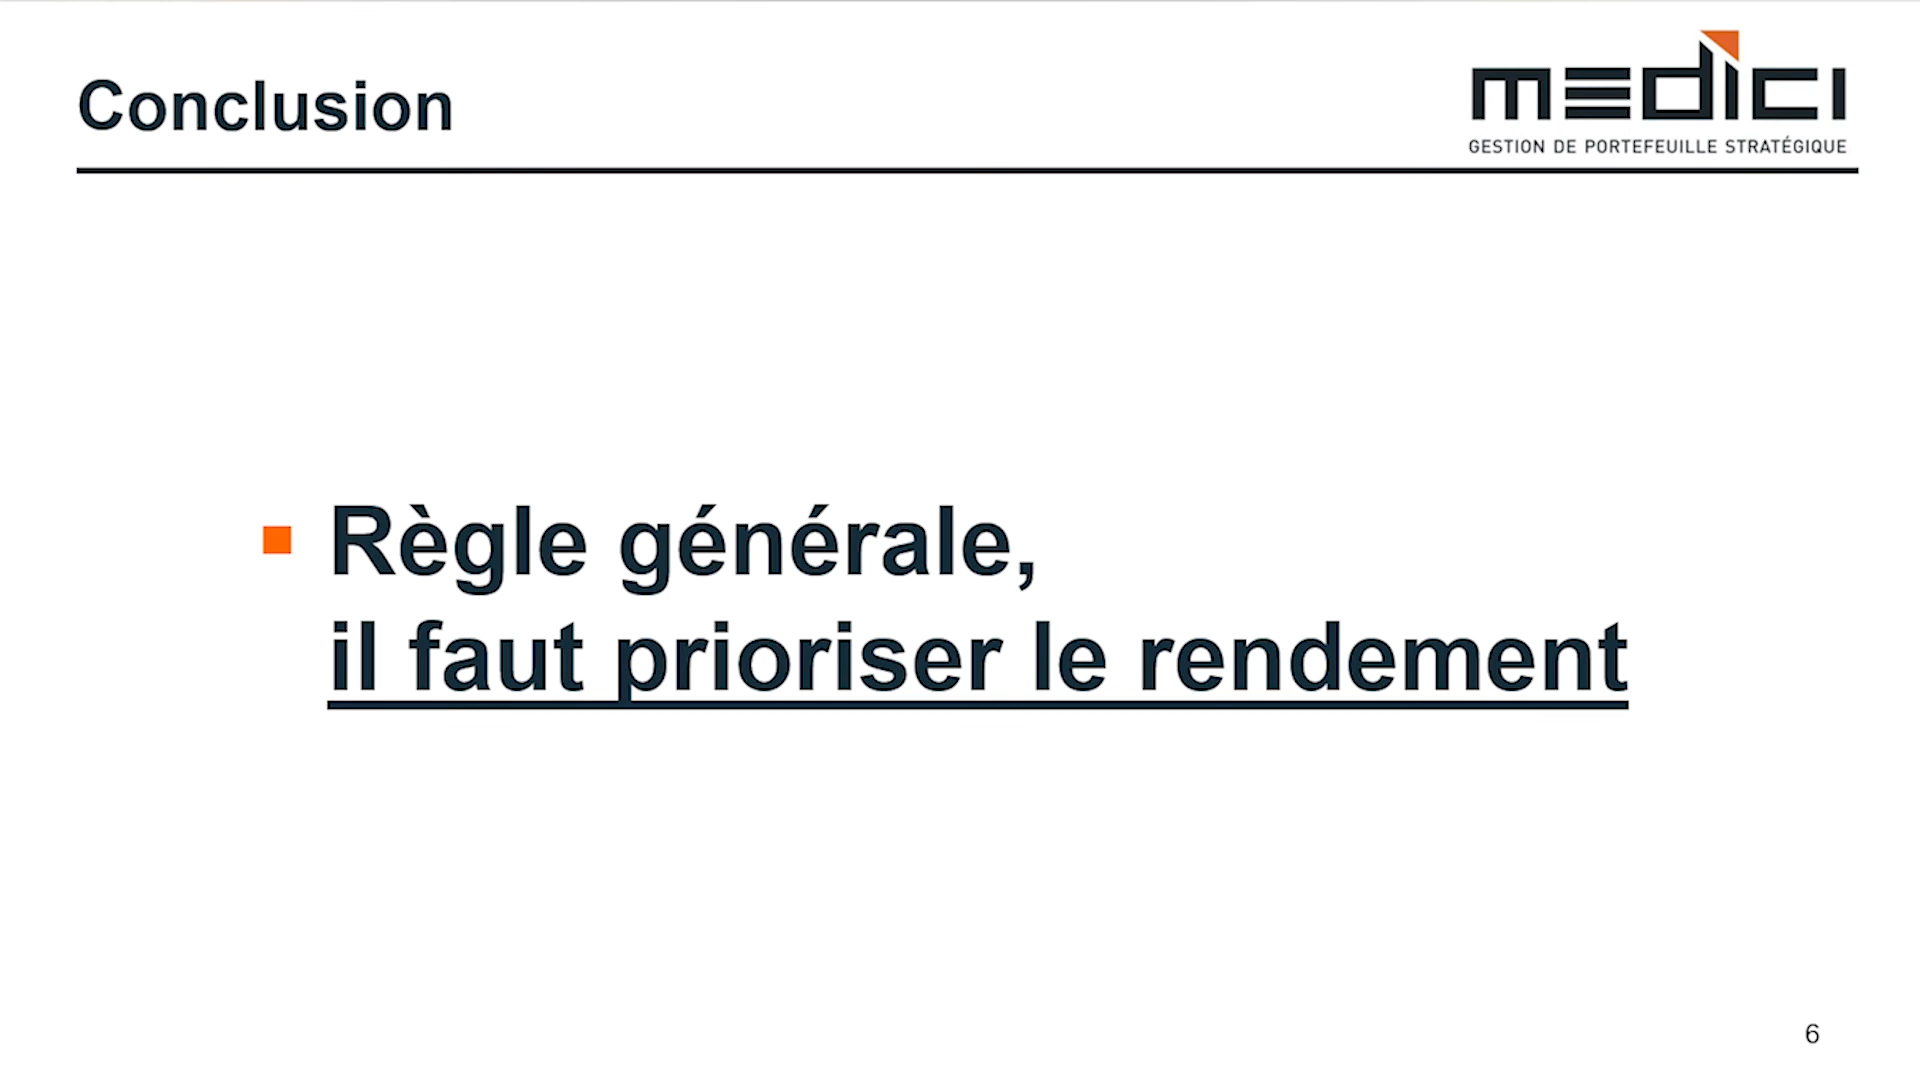 Conclusion
medici
GESTION DE PORTEFEUILLE STRATÉGIQUE
Règle générale,
il faut prioriser le rendement
6